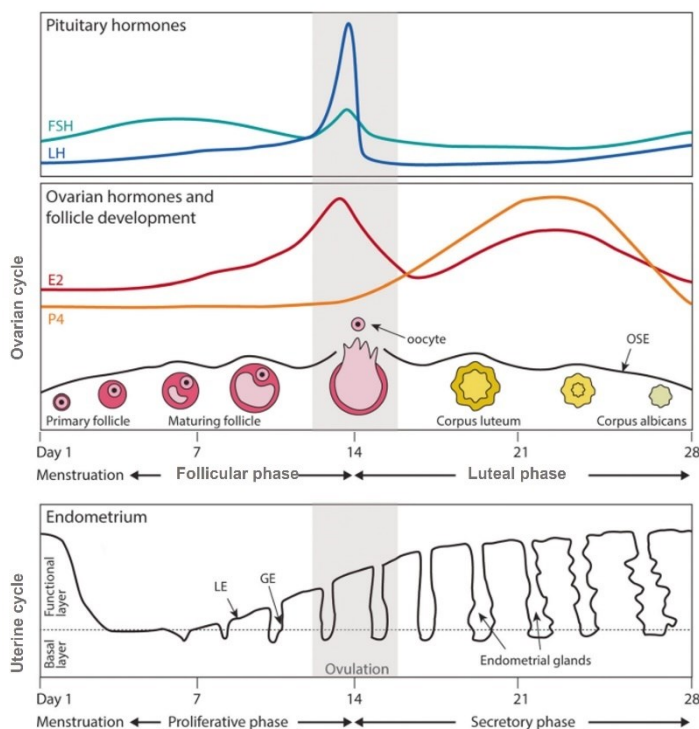 Pituitary hormones
FSH
LH
Ovarian cycle
Ovarian hormones and
follicle development
E2
P4
oocyte
OSE
Primary follicle
Maturing follicle
Corpus luteum
Corpus albicans
Day 1
7
14
21
28
Menstruation
Follicular phase
Luteal phase
Uterine cycle
Endometrium
Functional
layer
Basal
layer
LE
GE
Endometrial glands
Ovulation
Day 1
7
14
21
28
Menstruation
Proliferative phase
Secretory phase